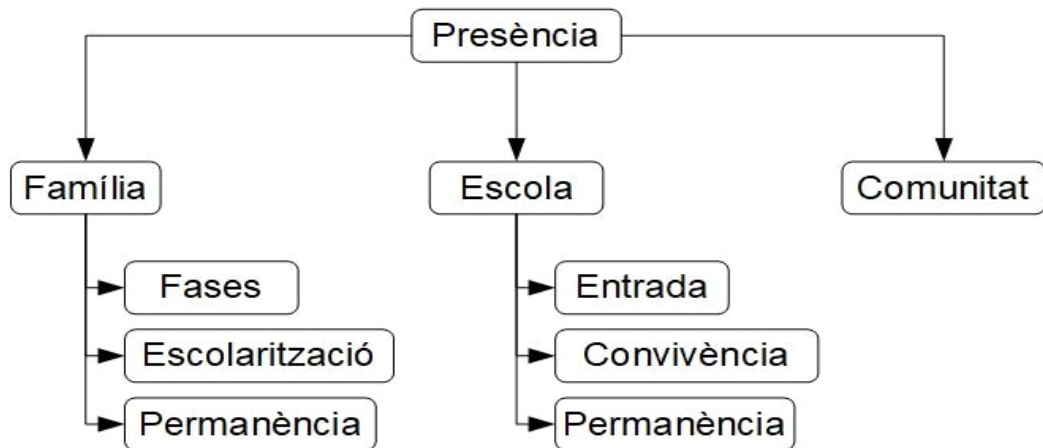 Presència
Família
Escola
Comunitat
Fases
Entrada
Escolarització
Convivència
Permanència
Permanència